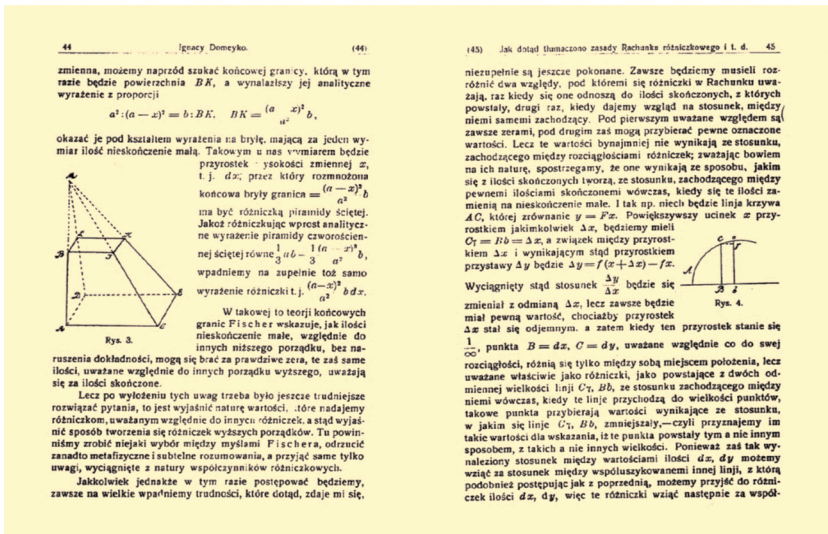 44 Ignacy Domeyko. (44)
zmienna, możemy naprzód szukać końcowej granicy, którą w tym
razie będzie powierzchnia BK, a wynalazłszy jej analityczne
wyrażenie z proporcji
a² : (a — x)² = b : BK, BK = (a x)² / a² b,
okazać je pod kształtem wyrażenia na bryłę, mającą za jeden wy-
miar ilość nieskończenie małą. Takowym u nas wymiarem będzie
przyrostek ysokości zmiennej x,
t. j. dx; przez który rozmnożona
końcowa bryły granica = (a — x)² / a² b
ma być różniczką piramidy ściętej.
Jakoż różniczkując wprost analitycz-
ne wyrażenie piramidy czworościen-
nej ściętej równe 1/3 ab — 1/3 (a — x)³ / a² b,
wpadniemy na zupełnie toż samo
wyrażenie różniczki t. j. (a—x)² / a² b dx.
Rys. 3.
W takowej to teorji końcowych
granic Fischer wskazuje, jak ilości
nieskończenie małe, względnie do
innych niższego porządku, bez na-
ruszenia dokładności, mogą się brać za prawdziwe zera, te zaś same
ilości, uważane względnie do innych porządku wyższego, uważają
się za ilości skończone.
Lecz po wyłożeniu tych uwag trzeba było jeszcze trudniejsze
rozwiązać pytania, to jest wyjaśnić naturę wartości, .tóre nadajemy
różniczkom, uważanym względnie do innych różniczek, a stąd wyjaś-
nić sposób tworzenia się różniczek wyższych porządków. Tu powin-
niśmy zrobić niejaki wybór między myślami Fischera, odrzucić
zanadto metafizyczne i subtelne rozumowania, a przyjąć same tylko
uwagi, wyciągnięte z natury współczynników różniczkowych.
Jakkolwiek jednakże w tym razie postępować będziemy,
zawsze na wielkie wpadniemy trudności, które dotąd, zdaje mi się,
(45) Jak dotąd tłumaczono zasady Rachunku różniczkowego i t. d. 45
niezupełnie są jeszcze pokonane. Zawsze będziemy musieli roz-
różnić dwa względy, pod któremi się różniczki w Rachunku uwa-
żają, raz kiedy się one odnoszą do ilości skończonych, z których
powstały, drugi raz, kiedy dajemy wzgląd na stosunek, między
niemi samemi zachodzący. Pod pierwszym uważane względem są
zawsze zerami, pod drugim zaś mogą przybierać pewne oznaczone
wartości. Lecz te wartości bynajmniej nie wynikają ze stosunku,
zachodzącego między rozciągłościami różniczek; zważając bowiem
na ich naturę, spostrzegamy, że one wynikają ze sposobu, jakim
się z ilości skończonych tworzą, ze stosunku, zachodzącego między
pewnemi ilościami skończonemi wówczas, kiedy się te ilości za-
mienią na nieskończenie małe. I tak np. niech będzie linja krzywa
AC, której zrównanie y = Fx. Powiększywszy ucinek x przy-
rostkiem jakimkolwiek Δx, będziemy mieli
Cγ = Bb = Δx, a związek między przyrost-
kiem Δx i wynikającym stąd przyrostkiem
przystawy Δy będzie Δy = f(x+Δx) — fx.
Wyciągnięty stąd stosunek Δy/Δx będzie się
zmieniał z odmianą Δx, lecz zawsze będzie
miał pewną wartość, chociażby przyrostek
Rys. 4.
Δx stał się odjemnym, a zatem kiedy ten przyrostek stanie się
1/∞, punkta B = dx, C = dy, uważane względnie co do swej
rozciągłości, różnią się tylko między sobą miejscem położenia, lecz
uważane właściwie jako różniczki, jako powstające z dwóch od-
miennej wielkości linji Cγ, Bb, ze stosunku zachodzącego między
niemi wówczas, kiedy te linje przychodzą do wielkości punktów,
takowe punkta przybierają wartości wynikające ze stosunku,
w jakim się linje Cγ, Bb, zmniejszały,—czyli przyznajemy im
takie wartości dla wskazania, iż te punkta powstały tym a nie innym
sposobem, z takich a nie innych wielkości. Ponieważ zaś tak wy-
naleziony stosunek między wartościami ilości dx, dy możemy
wziąć za stosunek między współuszykowanemi innej linji, z którą
podobnież postępując jak z poprzednią, możemy przyjść do różni-
czek ilości dx, dy, więc te różniczki wziąć następnie za współ-